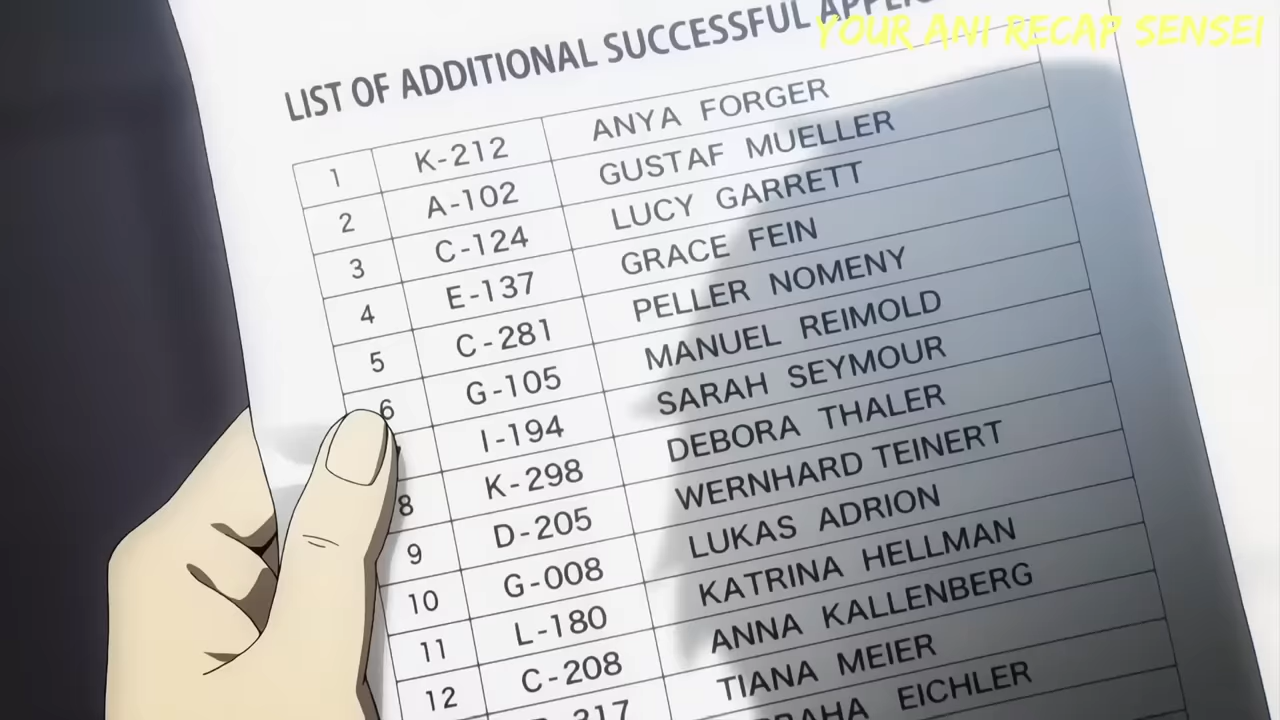 YOUR ANI RECAP SENSEI
LIST OF ADDITIONAL SUCCESSFUL
1 K-212 ANYA FORGER
2 A-102 GUSTAF MUELLER
3 C-124 LUCY GARRETT
4 E-137 GRACE FEIN
5 C-281 PELLER NOMENY
6 G-105 MANUEL REIMOLD
I-194 SARAH SEYMOUR
8 K-298 DEBORA THALER
9 D-205 WERNHARD TEINERT
10 G-008 LUKAS ADRION
11 L-180 KATRINA HELLMAN
12 C-208 ANNA KALLENBERG
TIANA MEIER
EICHLER